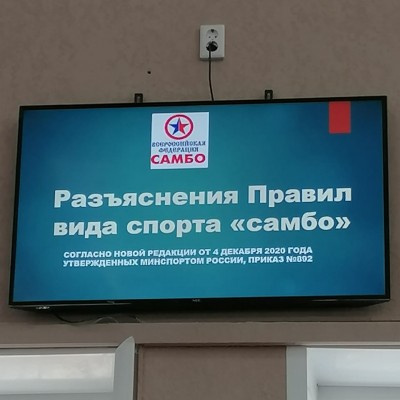 ВСЕРОССИЙСКАЯ
ФЕДЕРАЦИЯ
САМБО
Разъяснения Правил
вида спорта «самбо»
СОГЛАСНО НОВОЙ РЕДАКЦИИ ОТ 4 ДЕКАБРЯ 2020 ГОДА
УТВЕРЖДЕННЫХ МИНСПОРТОМ РОССИИ, ПРИКАЗ №892